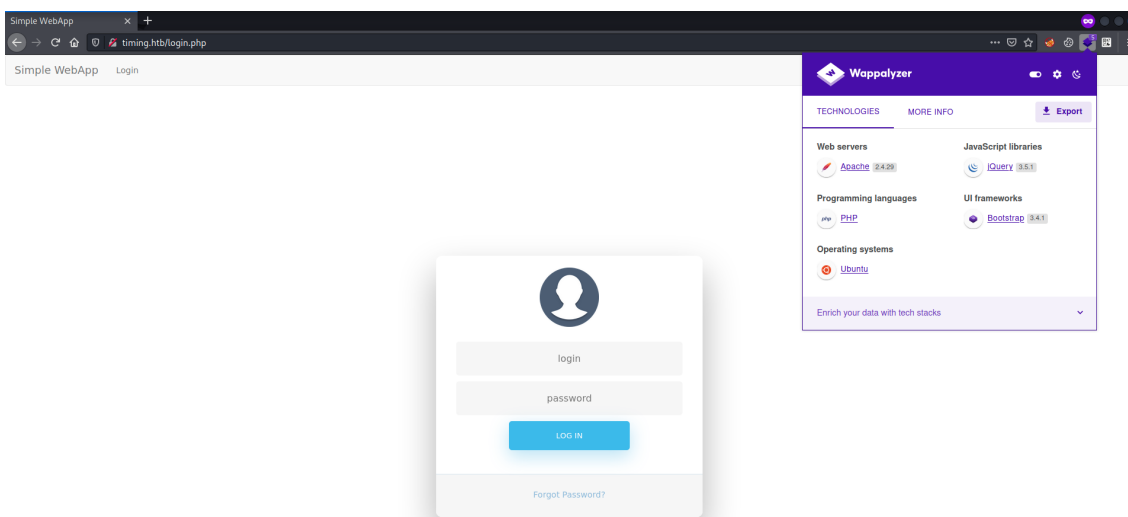 Simple WebApp
timing.htb/login.php
Simple WebApp Login
Wappalyzer
TECHNOLOGIES MORE INFO Export
Web servers JavaScript libraries
Apache 2.4.29 jQuery 3.5.1
Programming languages UI frameworks
php PHP Bootstrap 3.4.1
Operating systems
Ubuntu
Enrich your data with tech stacks
login
password
LOG IN
Forgot Password?